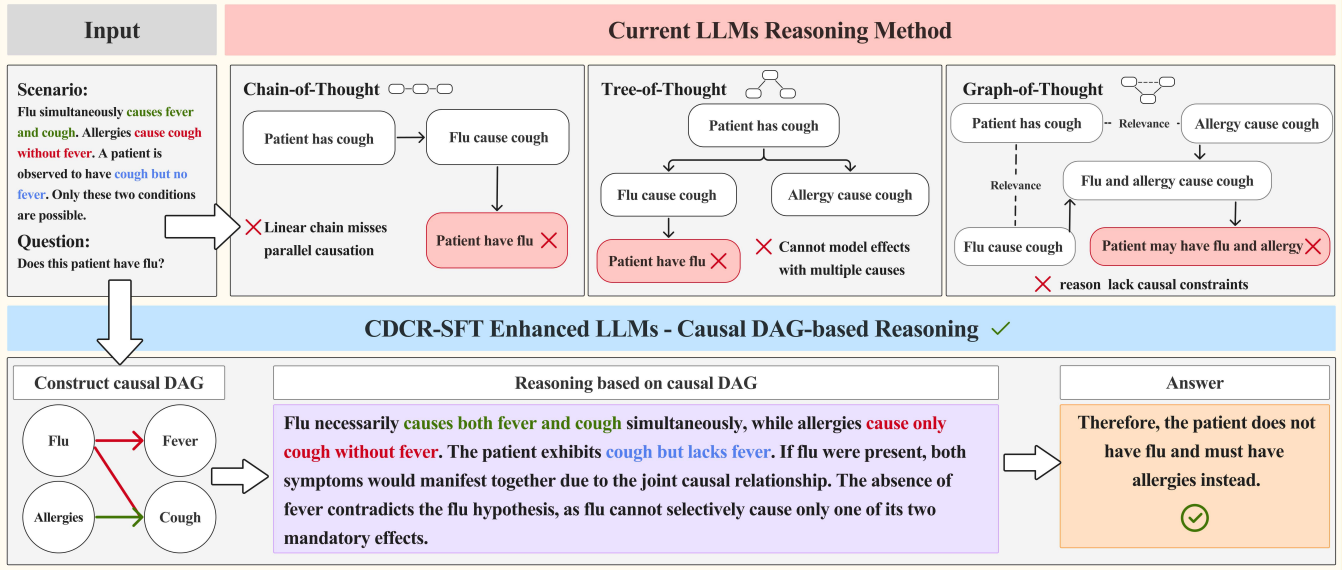 Input
Current LLMs Reasoning Method
Scenario:
Flu simultaneously causes fever
and cough. Allergies cause cough
without fever. A patient is
observed to have cough but no
fever. Only these two conditions
are possible.
Question:
Does this patient have flu?
Chain-of-Thought
Patient has cough
Flu cause cough
Linear chain misses
parallel causation
Patient have flu
Tree-of-Thought
Patient has cough
Flu cause cough
Allergy cause cough
Patient have flu
Cannot model effects
with multiple causes
Graph-of-Thought
Patient has cough
Relevance
Allergy cause cough
Relevance
Flu and allergy cause cough
Flu cause cough
Patient may have flu and allergy
reason lack causal constraints
CDCR-SFT Enhanced LLMs - Causal DAG-based Reasoning
Construct causal DAG
Flu
Fever
Allergies
Cough
Reasoning based on causal DAG
Flu necessarily causes both fever and cough simultaneously, while allergies cause only
cough without fever. The patient exhibits cough but lacks fever. If flu were present, both
symptoms would manifest together due to the joint causal relationship. The absence of
fever contradicts the flu hypothesis, as flu cannot selectively cause only one of its two
mandatory effects.
Answer
Therefore, the patient does not
have flu and must have
allergies instead.